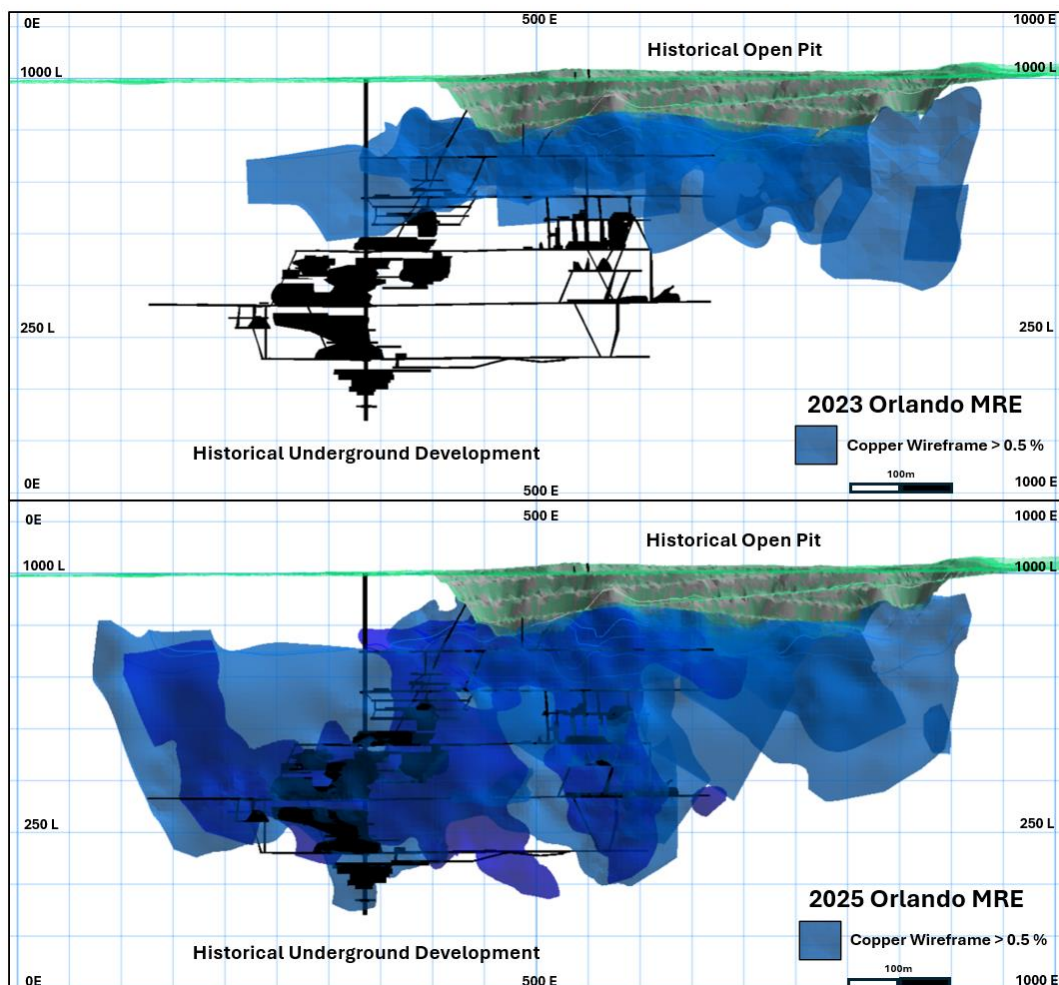 0E 500 E 1000 E
Historical Open Pit
1000 L 1000 L
250 L 250 L
2023 Orlando MRE
Copper Wireframe > 0.5 %
Historical Underground Development
100m
0E 500 E 1000 E
0E 500 E 1000 E
Historical Open Pit
1000 L 1000 L
250 L 250 L
2025 Orlando MRE
Copper Wireframe > 0.5 %
Historical Underground Development
100m
0E 500 E 1000 E